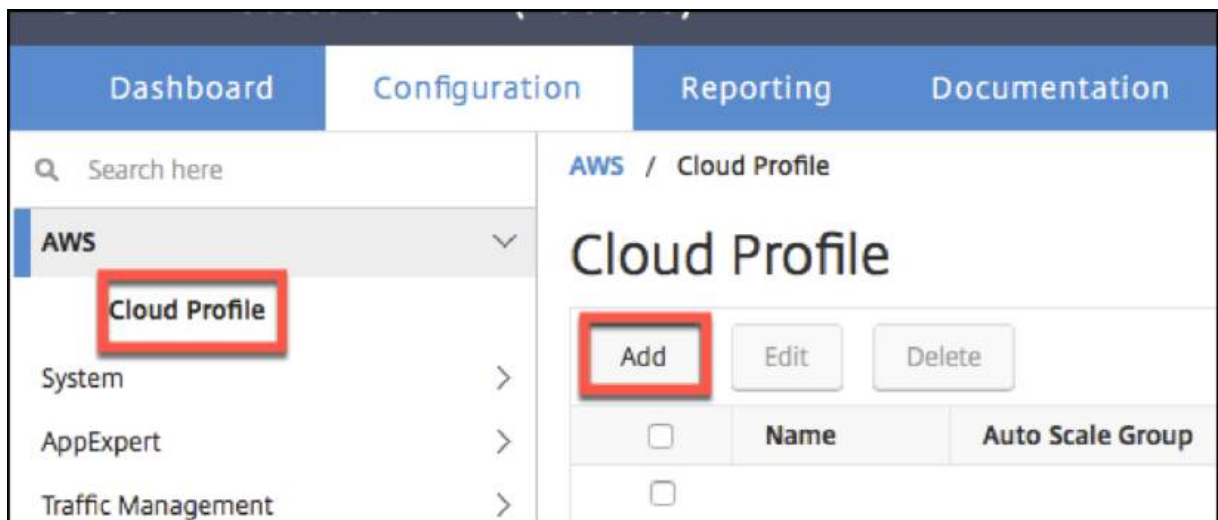 Dashboard Configuration Reporting Documentation
Search here
AWS
Cloud Profile
System
AppExpert
Traffic Management
AWS / Cloud Profile
Cloud Profile
Add Edit Delete
Name Auto Scale Group